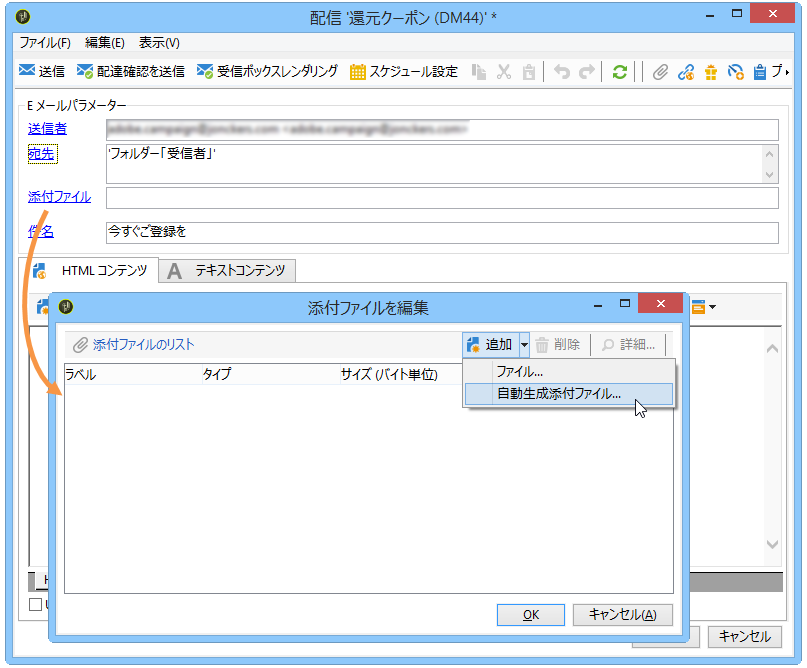 配信 '還元クーポン (DM44)' *
ファイル(F) 編集(E) 表示(V)
送信 配達確認を送信 受信ボックスレンダリング スケジュール設定 プ
E メールパラメーター
送信者
宛先 'フォルダー「受信者」'
添付ファイル
件名 今すぐご登録を
HTML コンテンツ A テキストコンテンツ
添付ファイルを編集
添付ファイルのリスト 追加 削除 詳細...
ラベル タイプ サイズ (バイト単位) ファイル...
自動生成添付ファイル...
OK キャンセル(A)
キャンセル